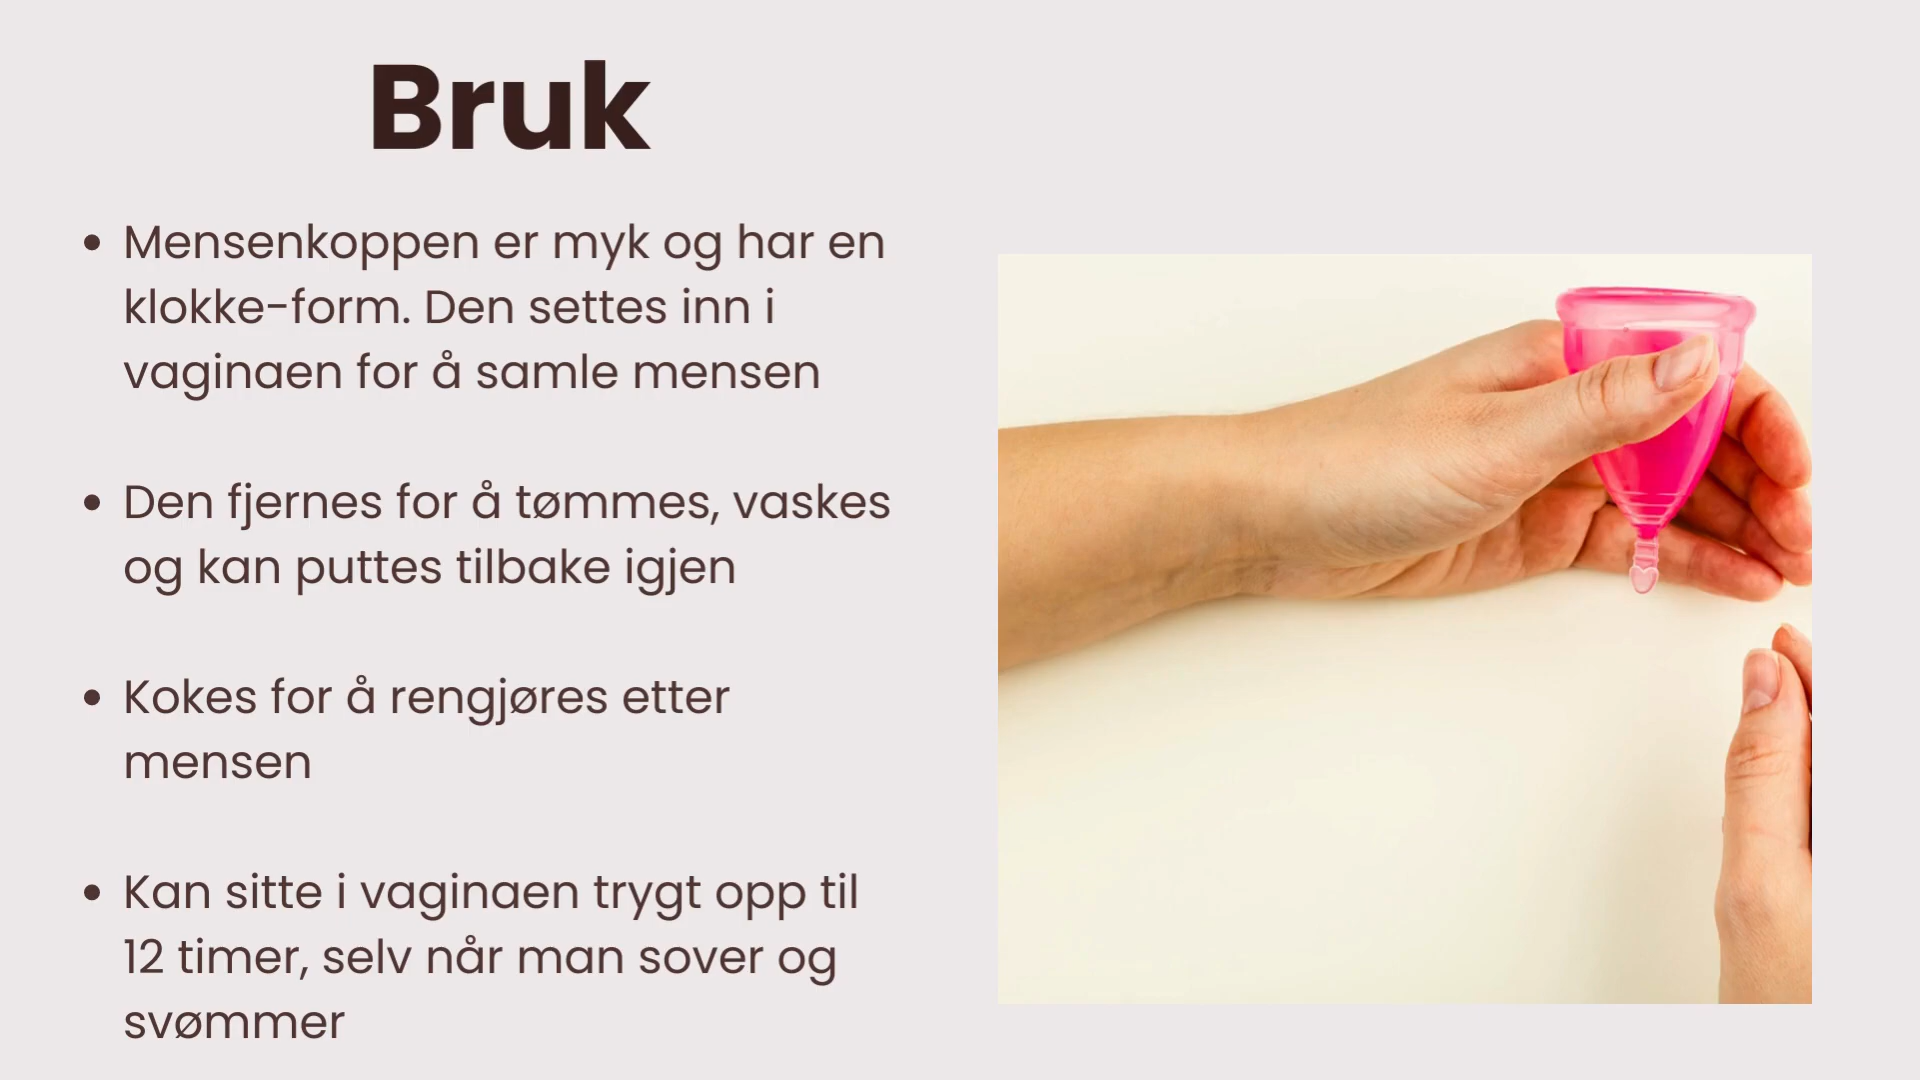 Bruk
• Mensenkoppen er myk og har en
klokke-form. Den settes inn i
vaginaen for å samle mensen
• Den fjernes for å tømmes, vaskes
og kan puttes tilbake igjen
• Kokes for å rengjøres etter
mensen
• Kan sitte i vaginaen trygt opp til
12 timer, selv når man sover og
svømmer